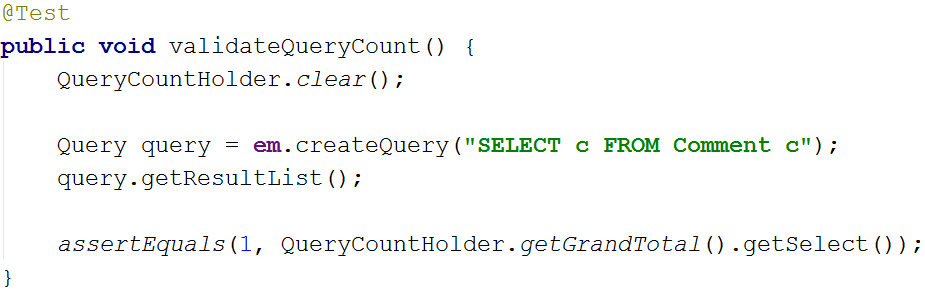 @Test
public void validateQueryCount() {
    QueryCountHolder.clear();

    Query query = em.createQuery("SELECT c FROM Comment c");
    query.getResultList();

    assertEquals(1, QueryCountHolder.getGrandTotal().getSelect());
}